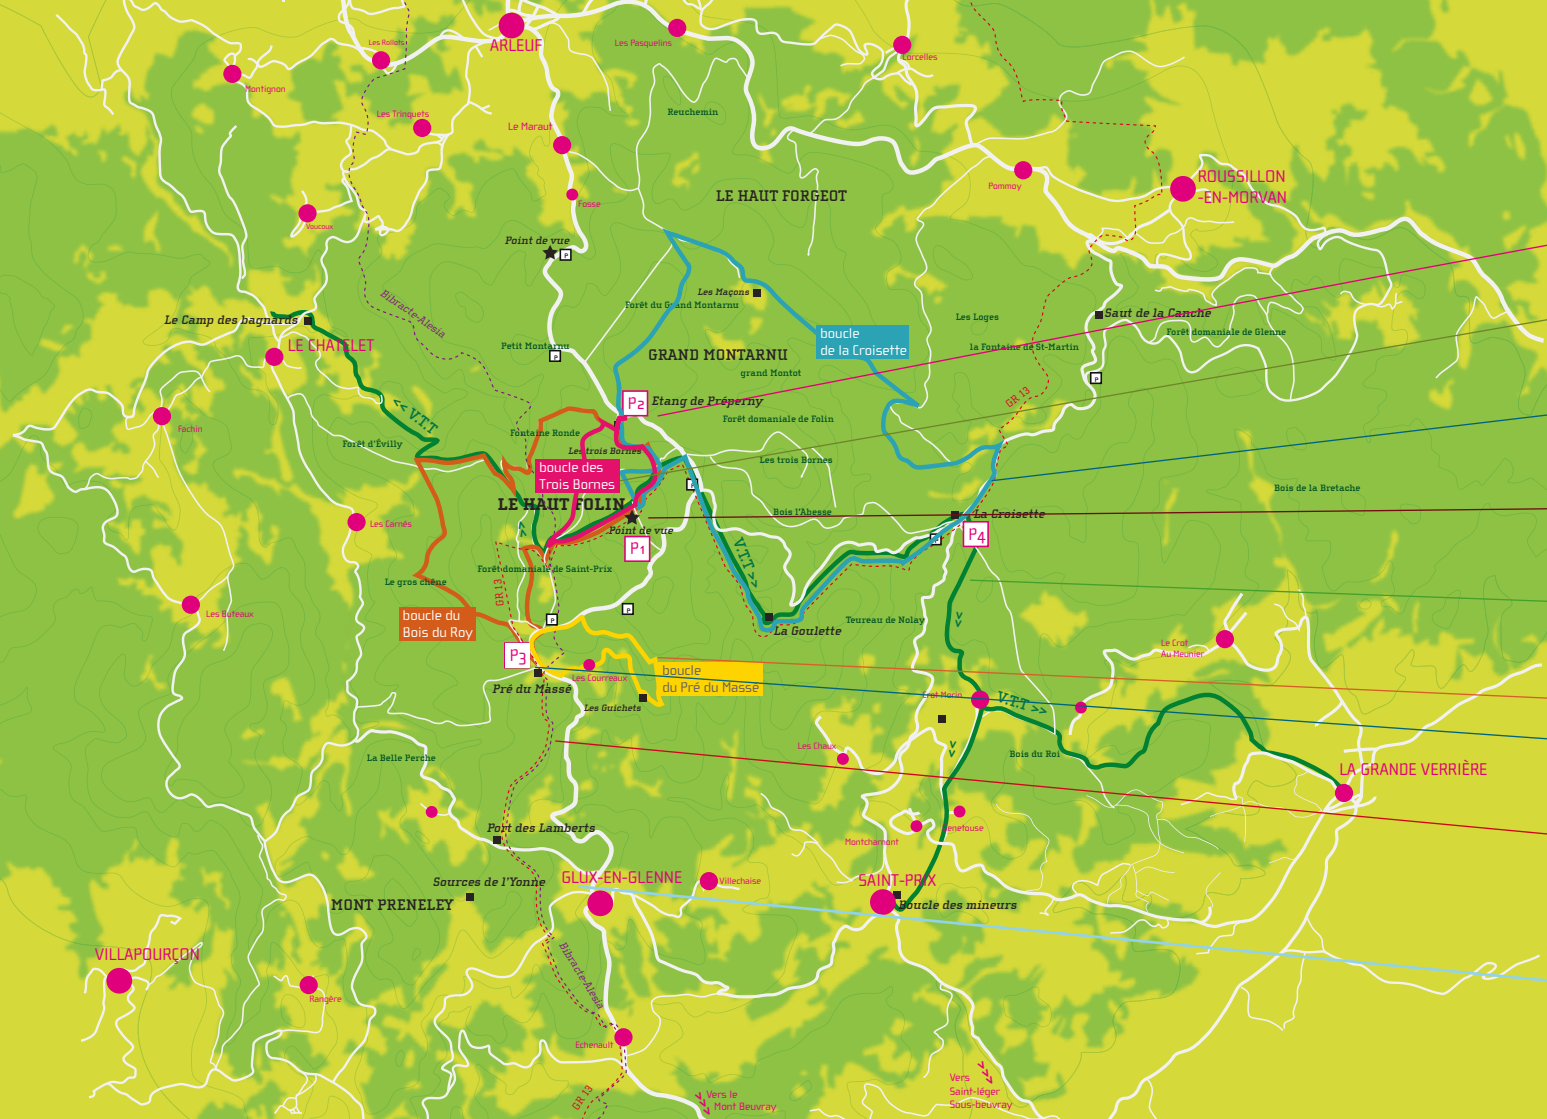 Les Rollots
ARLEUF
Les Pasquelins
Corcelles
Montignon
Les Trinquets
Reuchemin
Le Maraut
Pommoy
ROUSSILLON
-EN-MORVAN
LE HAUT FORGEOT
Fosse
Vaucoux
Point de vue
P
Les Maçons
Bibracte-Alesia
Forêt du Grand Montarnu
Le Camp des bagnards
Les Loges
Saut de la Canche
LE CHÂTELET
Petit Montarnu
P
GRAND MONTARNU
boucle
de la Croisette
la Fontaine de St-Martin
Forêt domaniale de Glenne
grand Montot
P
P2
Etang de Préperny
GR 13
<< V.T.T
Fachin
Forêt domaniale de Folin
Fontaine Ronde
Forêt d'Évilly
Les trois Bornes
Les trois Bornes
boucle des
Trois Bornes
P
Bois de la Bretache
LE HAUT FOLIN
Bois l'Abesse
La Croisette
Les Carnés
>>
Point de vue
P1
P4
P
V.T.T >>
Forêt domaniale de Saint-Prix
Le gros chêne
GR 13
Les Buteaux
boucle du
Bois du Roy
P
P
>>
Teureau de Nolay
La Goulette
Le Crot
Au Meunier
P3
boucle
du Pré du Massé
Les Courreaux
Pré du Massé
Les Guichets
Crot Morin
V.T.T >>
>>
Les Chaux
Bois du Roi
La Belle Perche
LA GRANDE VERRIÈRE
Port des Lamberts
Montchamont
Sources de l'Yonne
GLUX-EN-GLENNE
Villechaise
SAINT-PRIX
MONT PRENELEY
Boucle des mineurs
VILLAPOURÇON
Bibracte-Alesia
Rangère
Echenault
GR 13
Vers le
Mont Beuvray
Vers
Saint-léger
Sous-beuvray